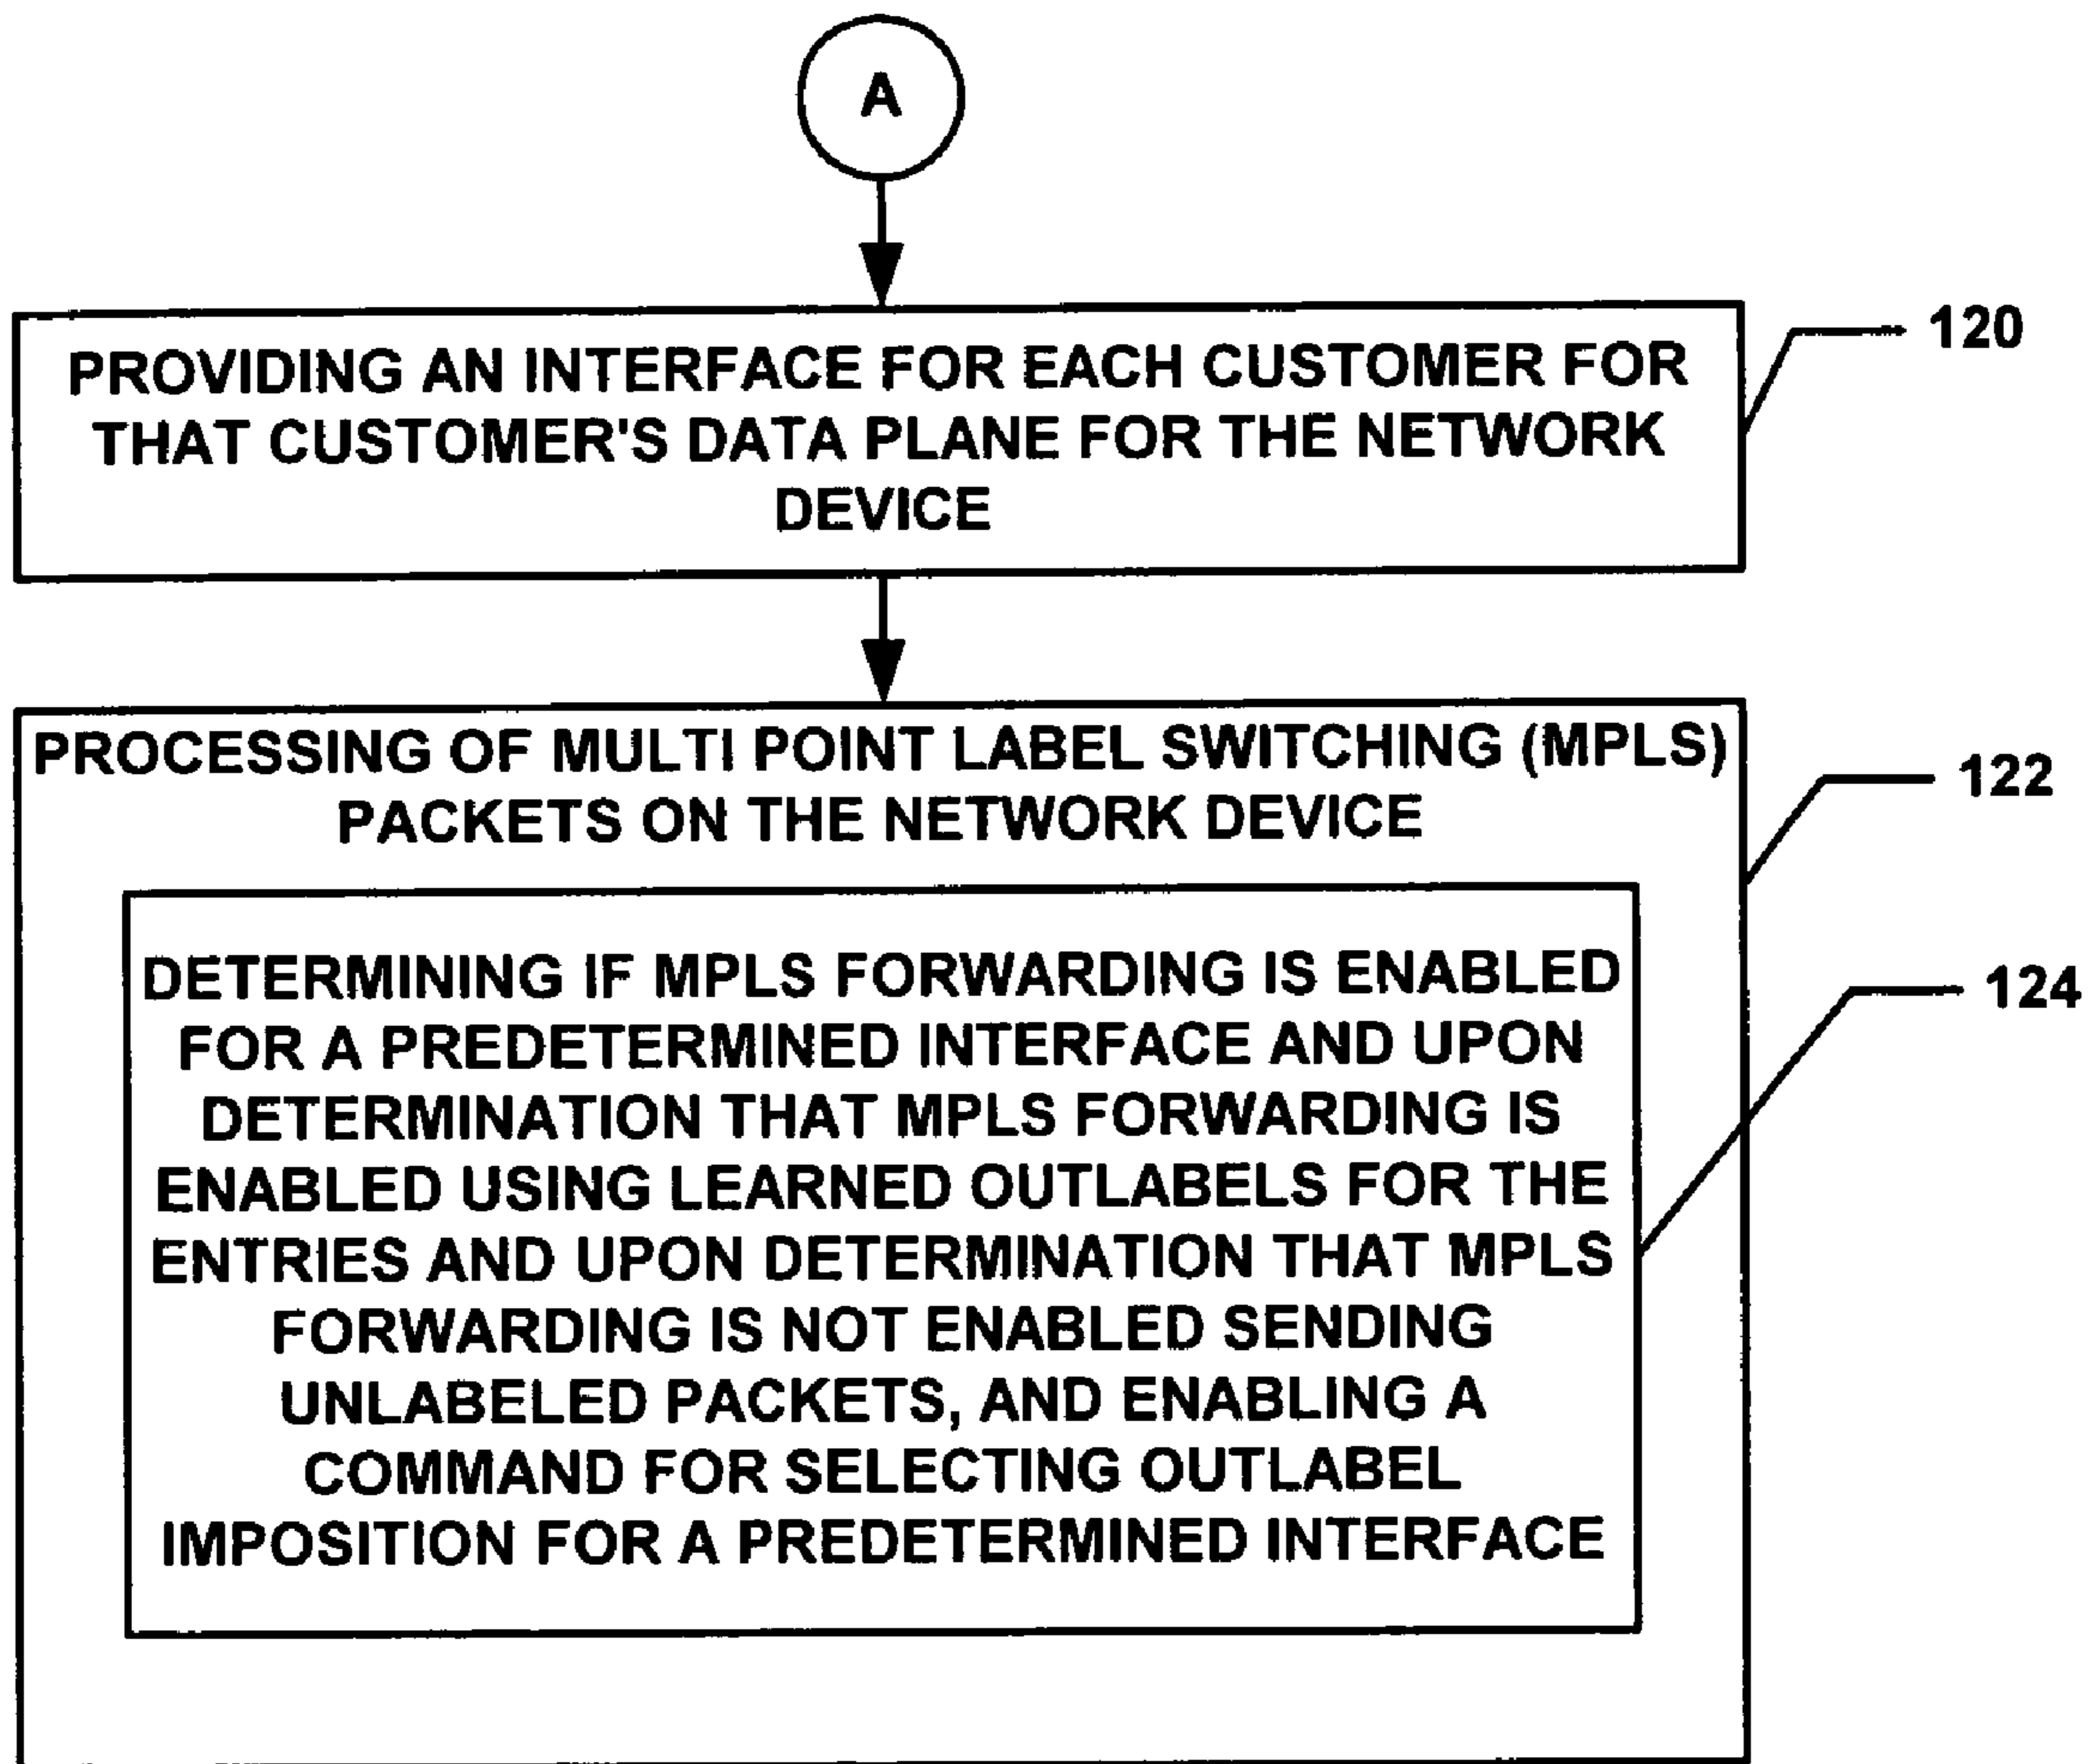 A
PROVIDING AN INTERFACE FOR EACH CUSTOMER FOR
THAT CUSTOMER'S DATA PLANE FOR THE NETWORK
DEVICE
120
PROCESSING OF MULTI POINT LABEL SWITCHING (MPLS)
PACKETS ON THE NETWORK DEVICE
122
DETERMINING IF MPLS FORWARDING IS ENABLED
FOR A PREDETERMINED INTERFACE AND UPON
DETERMINATION THAT MPLS FORWARDING IS
ENABLED USING LEARNED OUTLABELS FOR THE
ENTRIES AND UPON DETERMINATION THAT MPLS
FORWARDING IS NOT ENABLED SENDING
UNLABELED PACKETS, AND ENABLING A
COMMAND FOR SELECTING OUTLABEL
IMPOSITION FOR A PREDETERMINED INTERFACE
124